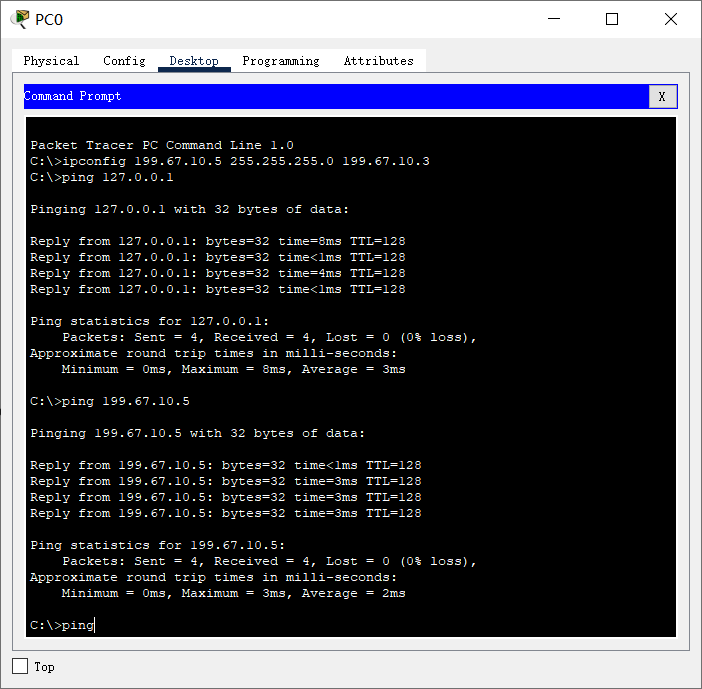 PC0
Physical Config Desktop Programming Attributes
Command Prompt X
Packet Tracer PC Command Line 1.0
C:\>ipconfig 199.67.10.5 255.255.255.0 199.67.10.3
C:\>ping 127.0.0.1
Pinging 127.0.0.1 with 32 bytes of data:
Reply from 127.0.0.1: bytes=32 time=8ms TTL=128
Reply from 127.0.0.1: bytes=32 time<1ms TTL=128
Reply from 127.0.0.1: bytes=32 time=4ms TTL=128
Reply from 127.0.0.1: bytes=32 time<1ms TTL=128
Ping statistics for 127.0.0.1:
Packets: Sent = 4, Received = 4, Lost = 0 (0% loss),
Approximate round trip times in milli-seconds:
Minimum = 0ms, Maximum = 8ms, Average = 3ms
C:\>ping 199.67.10.5
Pinging 199.67.10.5 with 32 bytes of data:
Reply from 199.67.10.5: bytes=32 time<1ms TTL=128
Reply from 199.67.10.5: bytes=32 time=3ms TTL=128
Reply from 199.67.10.5: bytes=32 time=3ms TTL=128
Reply from 199.67.10.5: bytes=32 time=3ms TTL=128
Ping statistics for 199.67.10.5:
Packets: Sent = 4, Received = 4, Lost = 0 (0% loss),
Approximate round trip times in milli-seconds:
Minimum = 0ms, Maximum = 3ms, Average = 2ms
C:\>ping
Top